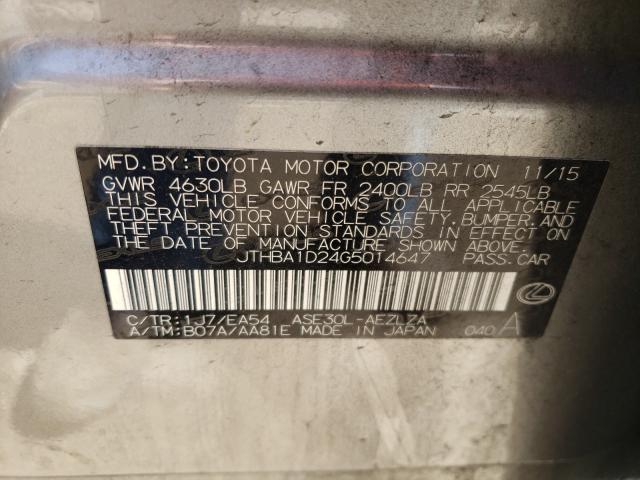 MFD.BY:TOYOTA MOTOR CORPORATION 11/15
GVWR 4630LB GAWR FR 2400LB RR 2545LB
THIS VEHICLE CONFORMS TO ALL APPLICABLE
FEDERAL MOTOR VEHICLE SAFETY,BUMPER,AND
THEFT PREVENTION STANDARDS IN EFFECT ON
THE DATE OF MANUFACTURE SHOWN ABOVE.
JTHBA1D24G5014647 PASS.CAR
C/TR:1J7/EA54 ASE30L-AEZLZA
A/TM:B07A/AA81E MADE IN JAPAN 040 A